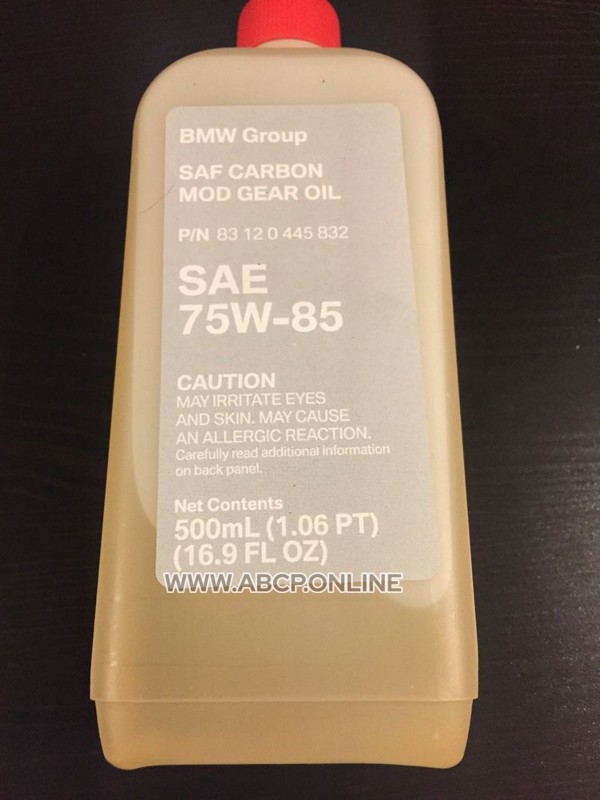 BMW Group
SAF CARBON
MOD GEAR OIL
P/N 83 12 0 445 832
SAE
75W-85
CAUTION
MAY IRRITATE EYES
AND SKIN. MAY CAUSE
AN ALLERGIC REACTION.
Carefully read additional information
on back panel.
Net Contents
500mL (1.06 PT)
(16.9 FL OZ)
WWW.ABCP.ONLINE